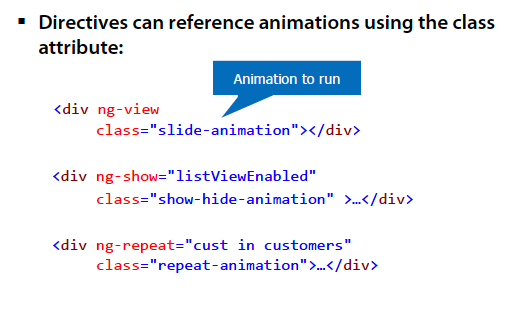 ▪ Directives can reference animations using the class
attribute:
Animation to run
<div ng-view
class="slide-animation"></div>
<div ng-show="listViewEnabled"
class="show-hide-animation" >…</div>
<div ng-repeat="cust in customers"
class="repeat-animation">…</div>